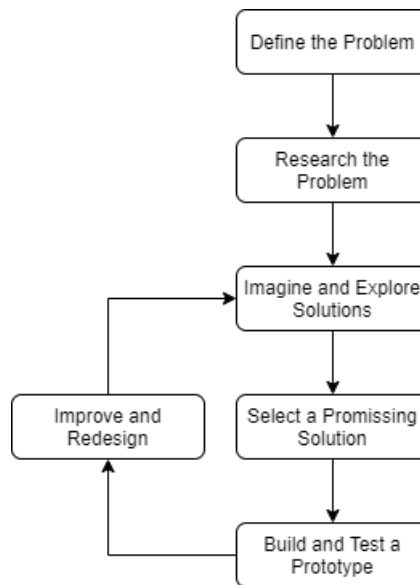 Define the Problem
Research the
Problem
Imagine and Explore
Solutions
Improve and
Redesign
Select a Promissing
Solution
Build and Test a
Prototype